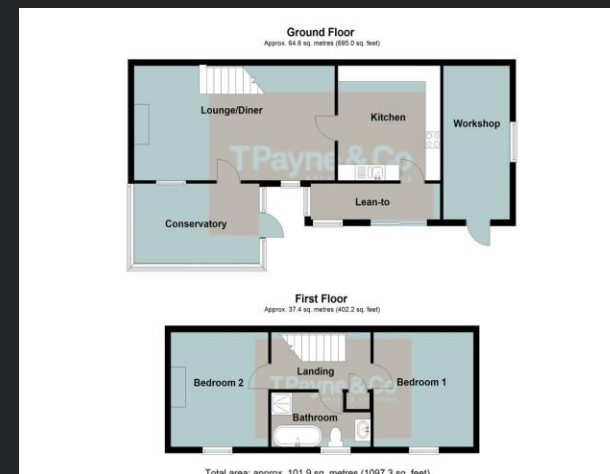 Ground Floor
Approx. 64.6 sq. metres (695.0 sq. feet)
Lounge/Diner
Kitchen
Workshop
TPayne & Co
Lean-to
Conservatory
First Floor
Approx. 37.4 sq. metres (402.2 sq. feet)
Landing
Bedroom 2
TPayne & Co
Bedroom 1
Bathroom
Total area: approx. 101.9 sq. metres (1097.3 sq. feet)